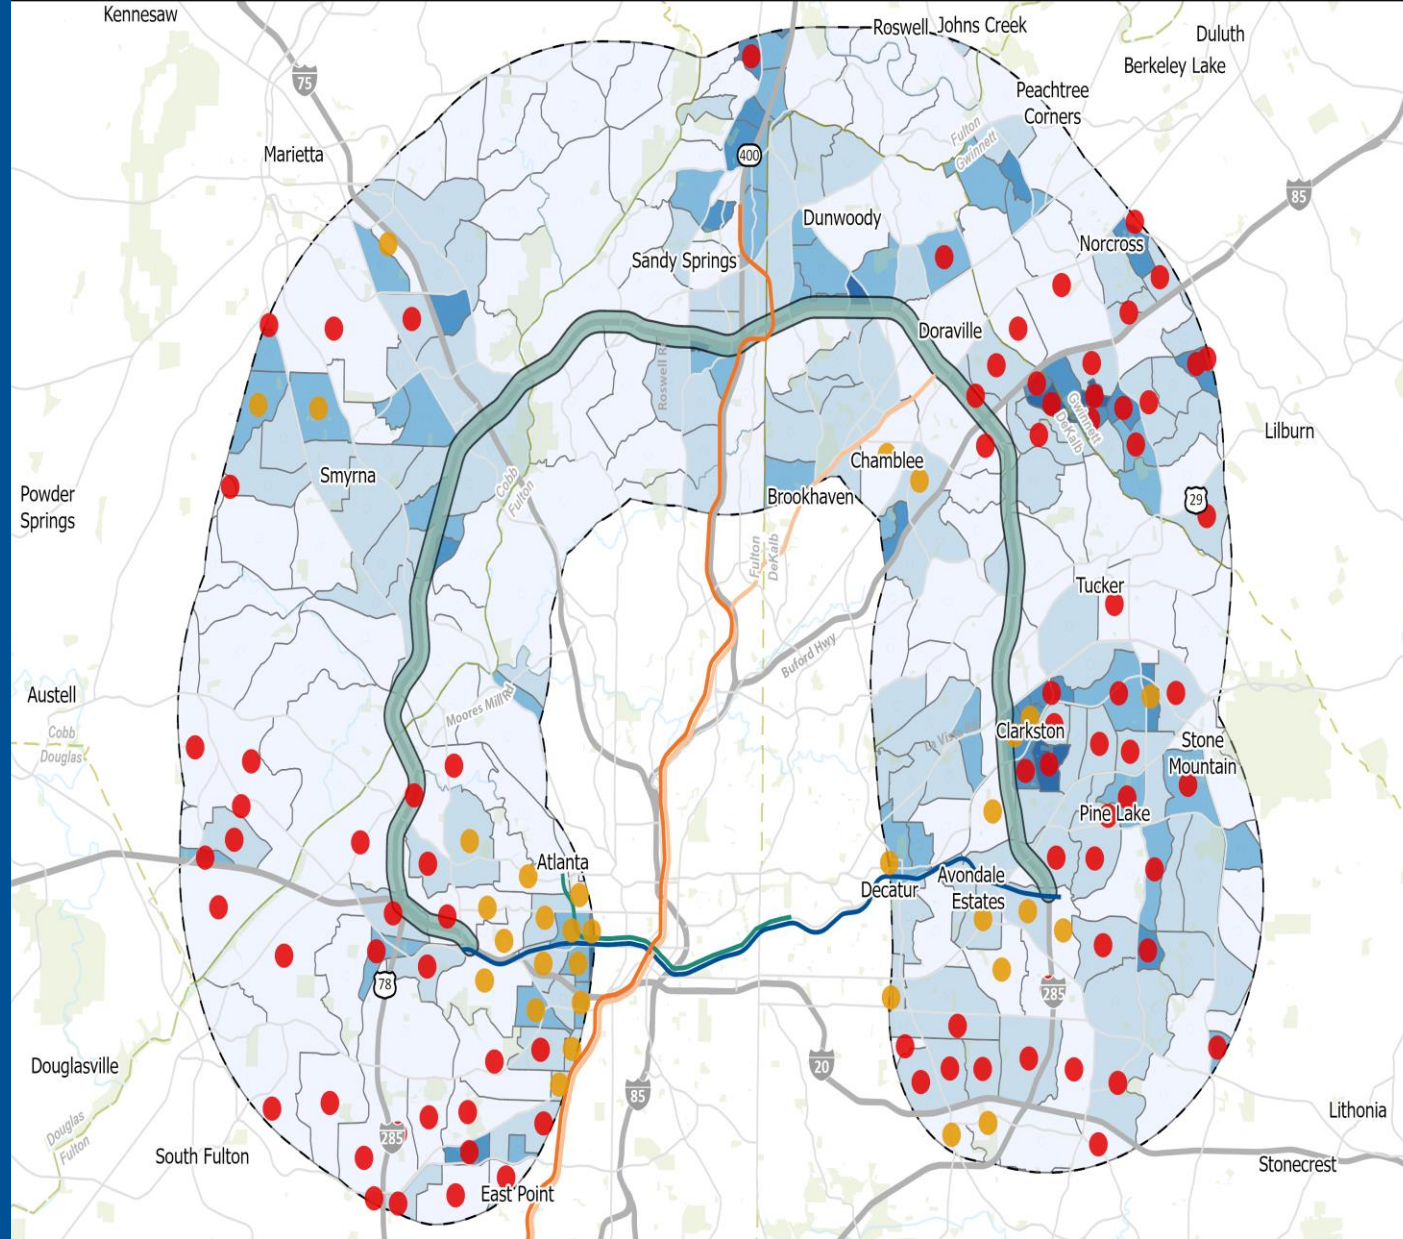 Kennesaw
Roswell
Johns Creek
Duluth
Berkeley Lake
75
Peachtree
Corners
Fulton
Gwinnett
Marietta
400
85
Dunwoody
Norcross
Sandy Springs
Doraville
Roswell R
Gwinnett
DeKalb
Lilburn
Smyrna
Chamblee
Powder
Springs
Cobb
Fulton
Brookhaven
29
Fulton
DeKalb
Tucker
Buford Hwy
Austell
Moores Mill Rd
Cobb
Douglas
La Vista
Clarkston
Stone
Mountain
Pine Lake
Atlanta
Decatur
Avondale
Estates
78
285
Douglasville
20
85
Lithonia
Douglas
Fulton
285
South Fulton
Stonecrest
East Point